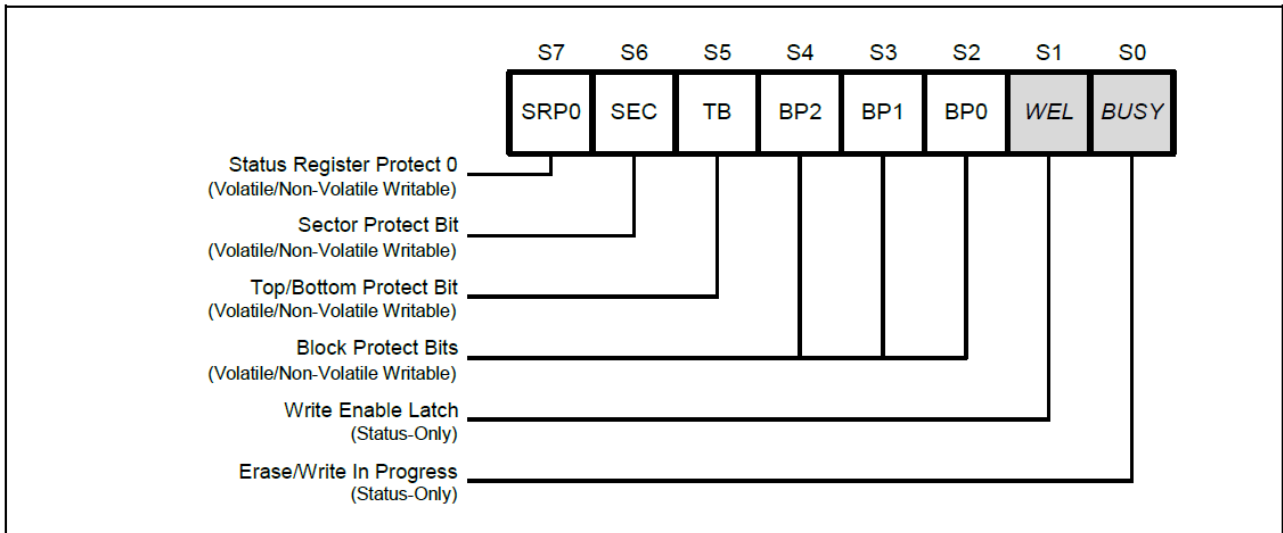 S7 S6 S5 S4 S3 S2 S1 S0
SRP0 SEC TB BP2 BP1 BP0 WEL BUSY
Status Register Protect 0
(Volatile/Non-Volatile Writable)
Sector Protect Bit
(Volatile/Non-Volatile Writable)
Top/Bottom Protect Bit
(Volatile/Non-Volatile Writable)
Block Protect Bits
(Volatile/Non-Volatile Writable)
Write Enable Latch
(Status-Only)
Erase/Write In Progress
(Status-Only)